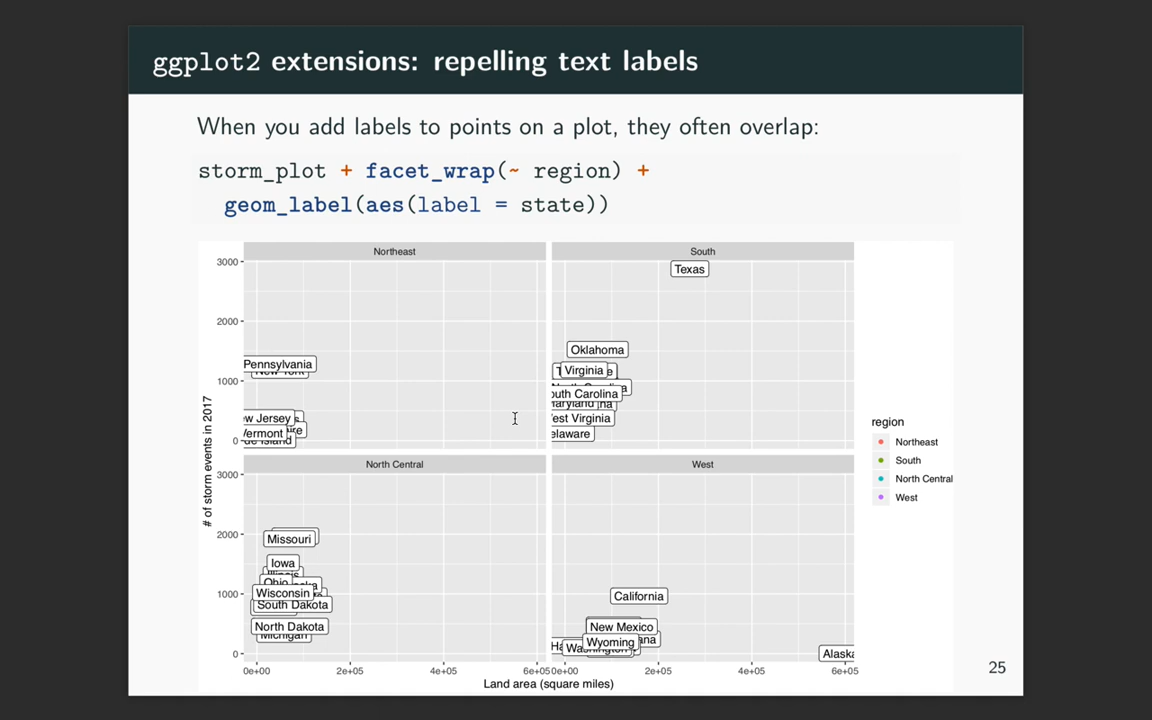 ggplot2 extensions: repelling text labels
When you add labels to points on a plot, they often overlap:
storm_plot + facet_wrap(~ region) +
geom_label(aes(label = state))
Northeast
South
3000
Texas
2000
Oklahoma
Pennsylvania
Virginia
1000
outh Carolina
ew Jersey
est Virginia
Vermont
elaware
0
# of storm events in 2017
region
Northeast
South
North Central
West
North Central
West
3000
2000
Missouri
Iowa
Ohio
Wisconsin
1000
California
South Dakota
North Dakota
New Mexico
Michigan
Wyoming
Washington
Alaska
0
0e+00 2e+05 4e+05 6e+05 0e+00 2e+05 4e+05 6e+05
Land area (square miles)
25